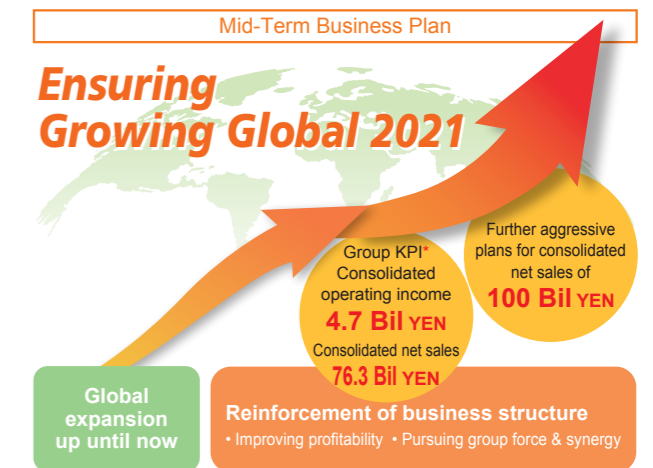 Mid-Term Business Plan
Ensuring
Growing Global 2021
Group KPI*
Consolidated
operating income
4.7 Bil YEN
Consolidated net sales
76.3 Bil YEN
Further aggressive
plans for consolidated
net sales of
100 Bil YEN
Global
expansion
up until now
Reinforcement of business structure
• Improving profitability • Pursuing group force & synergy